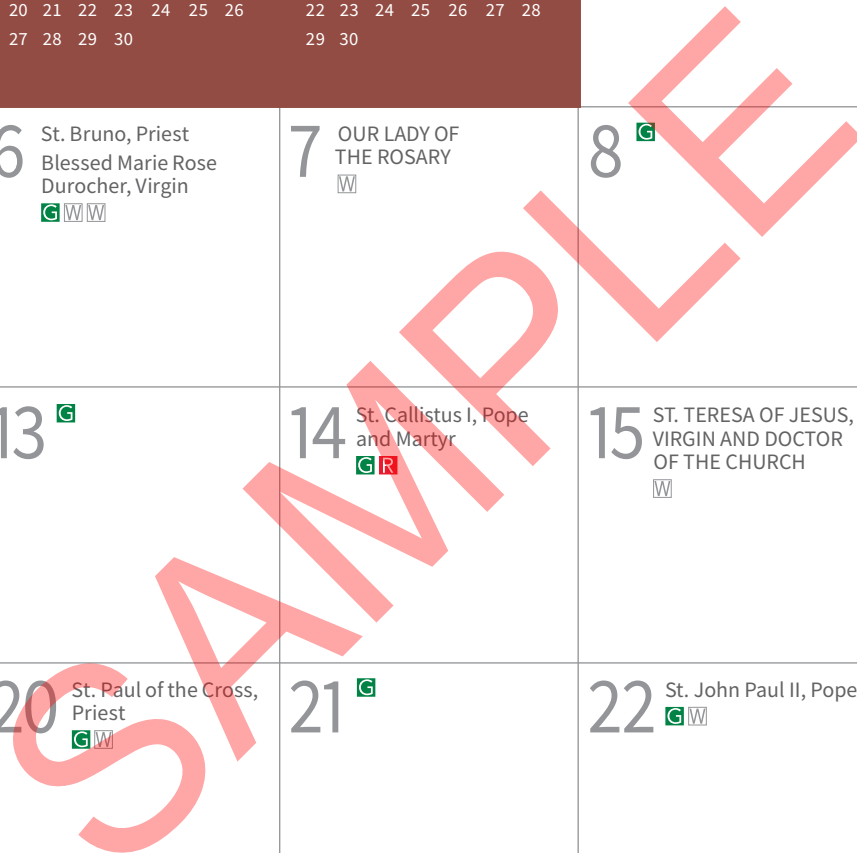 20 21 22 23 24 25 26
27 28 29 30
22 23 24 25 26 27 28
29 30
6 St. Bruno, Priest
Blessed Marie Rose
Durocher, Virgin
G W W
7 OUR LADY OF
THE ROSARY
W
8 G
13 G
14 St. Callistus I, Pope
and Martyr
G R
15 ST. TERESA OF JESUS,
VIRGIN AND DOCTOR
OF THE CHURCH
W
20 St. Paul of the Cross,
Priest
G W
21 G
22 St. John Paul II, Pope
G W
SAMPLE